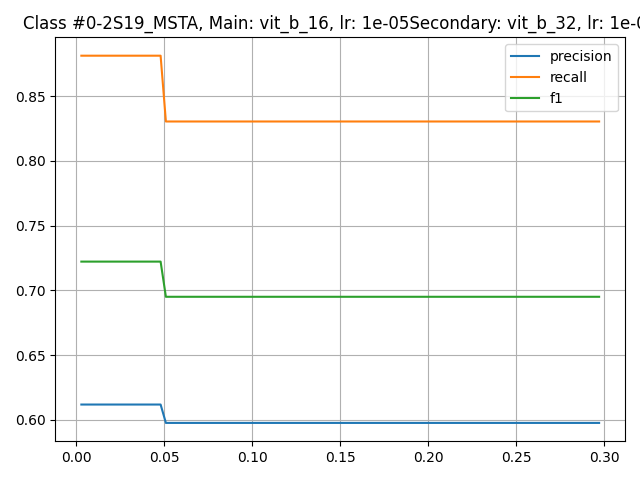 Class #0-2S19_MSTA, Main: vit_b_16, lr: 1e-05Secondary: vit_b_32, lr: 1e-0
precision
recall
f1
0.85
0.80
0.75
0.70
0.65
0.60
0.00 0.05 0.10 0.15 0.20 0.25 0.30